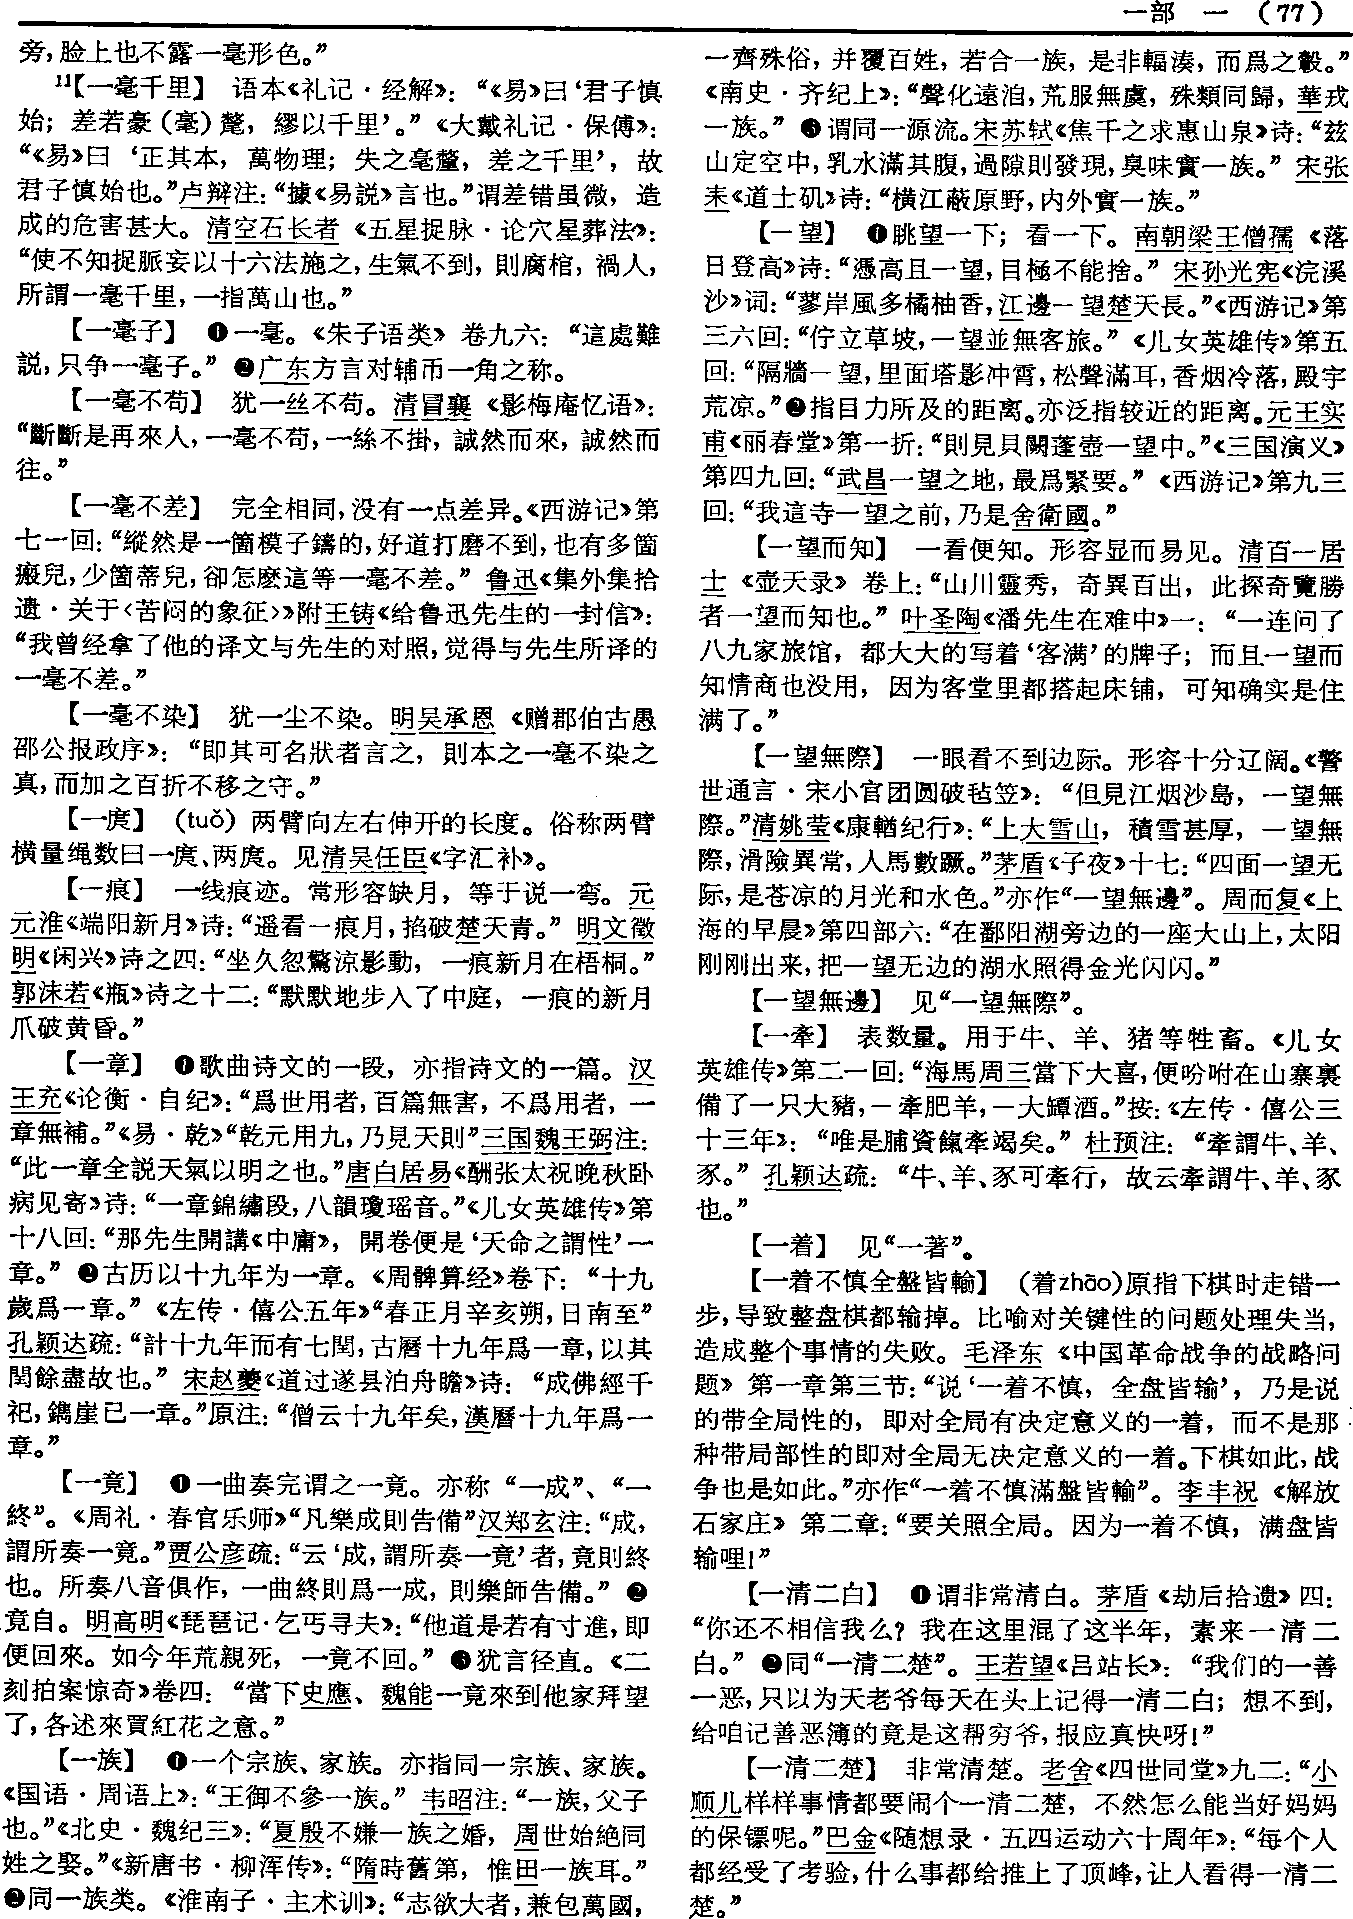 一部　一　（77）
旁，脸上也不露一毫形色。”
11【一毫千里】　语本《礼记·经解》：“《易》曰‘君子慎
始；差若豪（毫）氂，繆以千里’。”《大戴礼记·保傅》：
“《易》曰‘正其本，萬物理；失之毫釐，差之千里’，故
君子慎始也。”卢辩注：“據《易説》言也。”谓差错虽微，造
成的危害甚大。清空石长者《五星捉脉·论穴星葬法》：
“使不知捉脈妄以十六法施之，生氣不到，則腐棺，禍人，
所謂一毫千里，一指萬山也。”
【一毫子】　❶一毫。《朱子语类》卷九六：“這處難
説，只争一毫子。”❷广东方言对辅币一角之称。
【一毫不苟】　犹一丝不苟。清冒襄《影梅庵忆语》：
“斷斷是再來人，一毫不苟，一絲不掛，誠然而來，誠然而
往。”
【一毫不差】　完全相同，没有一点差异。《西游记》第
七一回：“縱然是一箇模子鑄的，好道打磨不到，也有多箇
瘢兒，少箇蒂兒，卻怎麽這等一毫不差。”鲁迅《集外集拾
遗·关于〈苦闷的象征〉》附王铸《给鲁迅先生的一封信》：
“我曾经拿了他的译文与先生的对照，觉得与先生所译的
一毫不差。”
【一毫不染】　犹一尘不染。明吴承恩《赠郡伯古愚
邵公报政序》：“即其可名狀者言之，則本之一毫不染之
真，而加之百折不移之守。”
【一庹】　（tuǒ）两臂向左右伸开的长度。俗称两臂
横量绳数曰一庹、两庹。见清吴任臣《字汇补》。
【一痕】　一线痕迹。常形容缺月，等于说一弯。元
元淮《端阳新月》诗：“遥看一痕月，掐破楚天青。”明文徵
明《闲兴》诗之四：“坐久忽驚涼影動，一痕新月在梧桐。”
郭沫若《瓶》诗之十二：“默默地步入了中庭，一痕的新月
爪破黄昏。”
【一章】　❶歌曲诗文的一段，亦指诗文的一篇。汉
王充《论衡·自纪》：“爲世用者，百篇無害，不爲用者，一
章無補。”《易·乾》“乾元用九，乃見天則”三国魏王弼注：
“此一章全説天氣以明之也。”唐白居易《酬张太祝晚秋卧
病见寄》诗：“一章錦繡段，八韻瓊瑶音。”《儿女英雄传》第
十八回：“那先生開講《中庸》，開卷便是‘天命之謂性’一
章。”❷古历以十九年为一章。《周髀算经》卷下：“十九
歲爲一章。”《左传·僖公五年》“春正月辛亥朔，日南至”
孔颖达疏：“計十九年而有七閏，古曆十九年爲一章，以其
閏餘盡故也。”宋赵夔《道过遂县泊舟瞻》诗：“成佛經千
祀，鐫崖已一章。”原注：“僧云十九年矣，漢曆十九年爲一
章。”
【一竟】　❶一曲奏完谓之一竟。亦称“一成”、“一
終”。《周礼·春官乐师》“凡樂成則告備”汉郑玄注：“成，
謂所奏一竟。”贾公彦疏：“云‘成，謂所奏一竟’者，竟則終
也。所奏八音俱作，一曲終則爲一成，則樂師告備。”❷
竟自。明高明《琵琶记·乞丐寻夫》：“他道是若有寸進，即
便回來。如今年荒親死，一竟不回。”❸犹言径直。《二
刻拍案惊奇》卷四：“當下史應、魏能一竟來到他家拜望
了，各述來買紅花之意。”
【一族】　❶一个宗族、家族。亦指同一宗族、家族。
《国语·周语上》：“王御不參一族。”韦昭注：“一族，父子
也。”《北史·魏纪三》：“夏殷不嫌一族之婚，周世始絶同
姓之娶。”《新唐书·柳浑传》：“隋時舊第，惟田一族耳。”
❷同一族类。《淮南子·主术训》：“志欲大者，兼包萬國，
一齊殊俗，并覆百姓，若合一族，是非輻湊，而爲之轂。”
《南史·齐纪上》：“聲化遠洎，荒服無虞，殊類同歸，華戎
一族。”❸谓同一源流。宋苏轼《焦千之求惠山泉》诗：“兹
山定空中，乳水滿其腹，過隙則發現，臭味實一族。”宋张
耒《道士矶》诗：“橫江蔽原野，内外實一族。”
【一望】　❶眺望一下；看一下。南朝梁王僧孺《落
日登高》诗：“憑高且一望，目極不能捨。”宋孙光宪《浣溪
沙》词：“蓼岸風多橘柚香，江邊一望楚天長。”《西游记》第
三六回：“佇立草坡，一望並無客旅。”《儿女英雄传》第五
回：“隔牆一望，里面塔影冲霄，松聲滿耳，香烟冷落，殿宇
荒凉。”❷指目力所及的距离。亦泛指较近的距离。元王实
甫《丽春堂》第一折：“則見貝闕蓬壺一望中。”《三国演义》
第四九回：“武昌一望之地，最爲緊要。”《西游记》第九三
回：“我這寺一望之前，乃是舍衛國。”
【一望而知】　一看便知。形容显而易见。清百一居
士《壶天录》卷上：“山川靈秀，奇異百出，此探奇覽勝
者一望而知也。”叶圣陶《潘先生在难中》一：“一连问了
八九家旅馆，都大大的写着‘客满’的牌子；而且一望而
知情商也没用，因为客堂里都搭起床铺，可知确实是住
满了。”
【一望無際】　一眼看不到边际。形容十分辽阔。《警
世通言·宋小官团圆破毡笠》：“但見江烟沙島，一望無
際。”清姚莹《康輶纪行》：“上大雪山，積雪甚厚，一望無
際，滑險異常，人馬數蹶。”茅盾《子夜》十七：“四面一望无
际，是苍凉的月光和水色。”亦作“一望無邊”。周而复《上
海的早晨》第四部六：“在鄱阳湖旁边的一座大山上，太阳
刚刚出来，把一望无边的湖水照得金光闪闪。”
【一望無邊】　见“一望無際”。
【一牽】　表数量。用于牛、羊、猪等牲畜。《儿女
英雄传》第二一回：“海馬周三當下大喜，便吩咐在山寨裏
備了一只大豬，一牽肥羊，一大罈酒。”按：《左传·僖公三
十三年》：“唯是脯資餼牽竭矣。”杜预注：“牽謂牛、羊、
豕。”孔颖达疏：“牛、羊、豕可牽行，故云牽謂牛、羊、豕
也。”
【一着】　见“一著”。
【一着不慎全盤皆輸】　（着zhāo）原指下棋时走错一
步，导致整盘棋都输掉。比喻对关键性的问题处理失当，
造成整个事情的失败。毛泽东《中国革命战争的战略问
题》第一章第三节：“说‘一着不慎，全盘皆输’，乃是说
的带全局性的，即对全局有决定意义的一着，而不是那
种带局部性的即对全局无决定意义的一着。下棋如此，战
争也是如此。”亦作“一着不慎滿盤皆輸”。李丰祝《解放
石家庄》第二章：“要关照全局。因为一着不慎，满盘皆
输哩！”
【一清二白】　❶谓非常清白。茅盾《劫后拾遗》四：
“你还不相信我么？我在这里混了这半年，素来一清二
白。”❷同“一清二楚”。王若望《吕站长》：“我们的一善
一恶，只以为天老爷每天在头上记得一清二白；想不到，
给咱记善恶簿的竟是这帮穷爷，报应真快呀！”
【一清二楚】　非常清楚。老舍《四世同堂》九二：“小
顺儿样样事情都要闹个一清二楚，不然怎么能当好妈妈
的保镖呢。”巴金《随想录·五四运动六十周年》：“每个人
都经受了考验，什么事都给推上了顶峰，让人看得一清二
楚。”